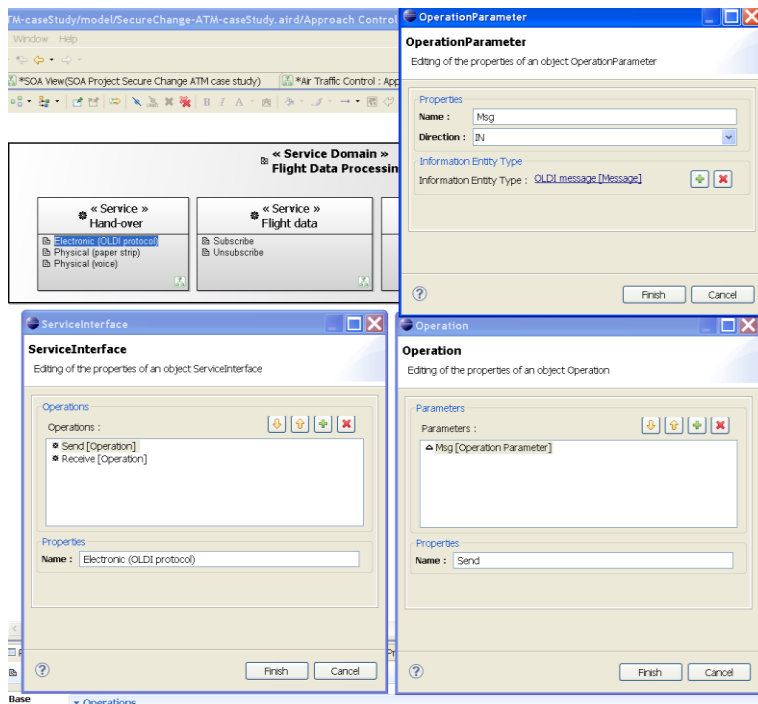 TM-caseStudy/model/SecureChange-ATM-caseStudy.aird/Approach Control
Window Help
*SOA View(SOA Project Secure Change ATM case study)
*Air Traffic Control : App
B I A
« Service Domain »
Flight Data Processin
« Service »
Hand-over
Electronic (OLDI protocol)
Physical (paper strip)
Physical (voice)
« Service »
Flight data
Subscribe
Unsubscribe
OperationParameter
OperationParameter
Editing of the properties of an object OperationParameter
Properties
Name : Msg
Direction : IN
Information Entity Type
Information Entity Type : OLDI message [Message]
? Finish Cancel
ServiceInterface
ServiceInterface
Editing of the properties of an object ServiceInterface
Operations
Operations :
Send [Operation]
Receive [Operation]
Properties
Name : Electronic (OLDI protocol)
? Finish Cancel
Operation
Operation
Editing of the properties of an object Operation
Parameters
Parameters :
Msg [Operation Parameter]
Properties
Name : Send
? Finish Cancel
Base
Operations